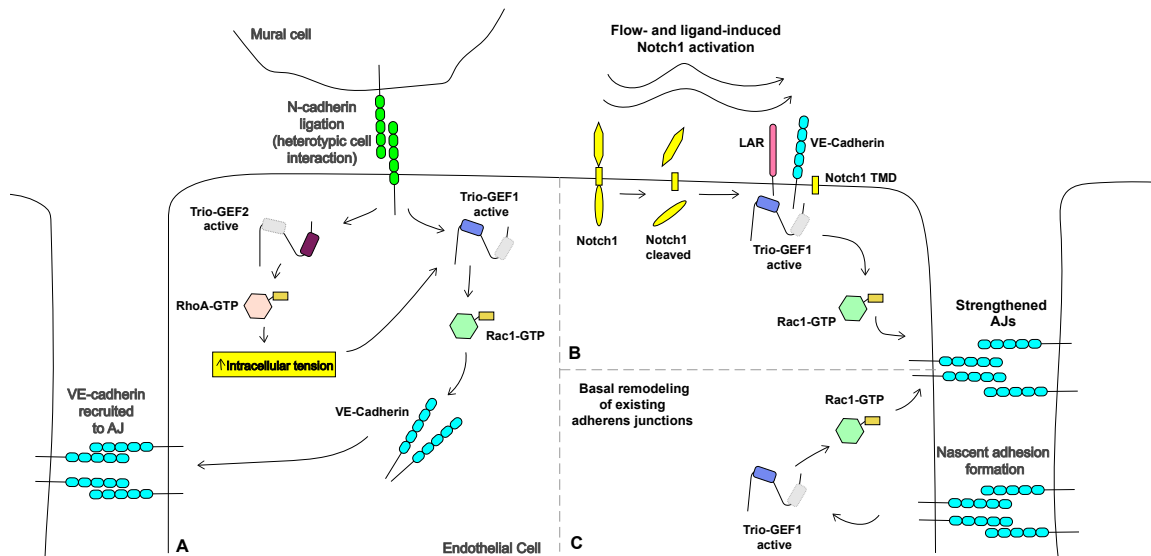 Mural cell
N-cadherin
ligation
(heterotypic cell
interaction)
Trio-GEF2
active
Trio-GEF1
active
RhoA-GTP
Rac1-GTP
↑ Intracellular tension
VE-Cadherin
VE-cadherin
recruited
to AJ
A
Endothelial Cell
Flow- and ligand-induced
Notch1 activation
LAR
VE-Cadherin
Notch1 TMD
Notch1
Notch1
cleaved
Trio-GEF1
active
Rac1-GTP
Strengthened
AJs
B
Basal remodeling
of existing
adherens junctions
Rac1-GTP
Nascent adhesion
formation
Trio-GEF1
active
C